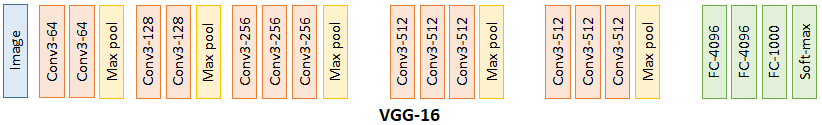 Image
Conv3-64
Conv3-64
Max pool
Conv3-128
Conv3-128
Max pool
Conv3-256
Conv3-256
Conv3-256
Max pool
Conv3-512
Conv3-512
Conv3-512
Max pool
Conv3-512
Conv3-512
Conv3-512
Max pool
FC-4096
FC-4096
FC-1000
Soft-max
VGG-16